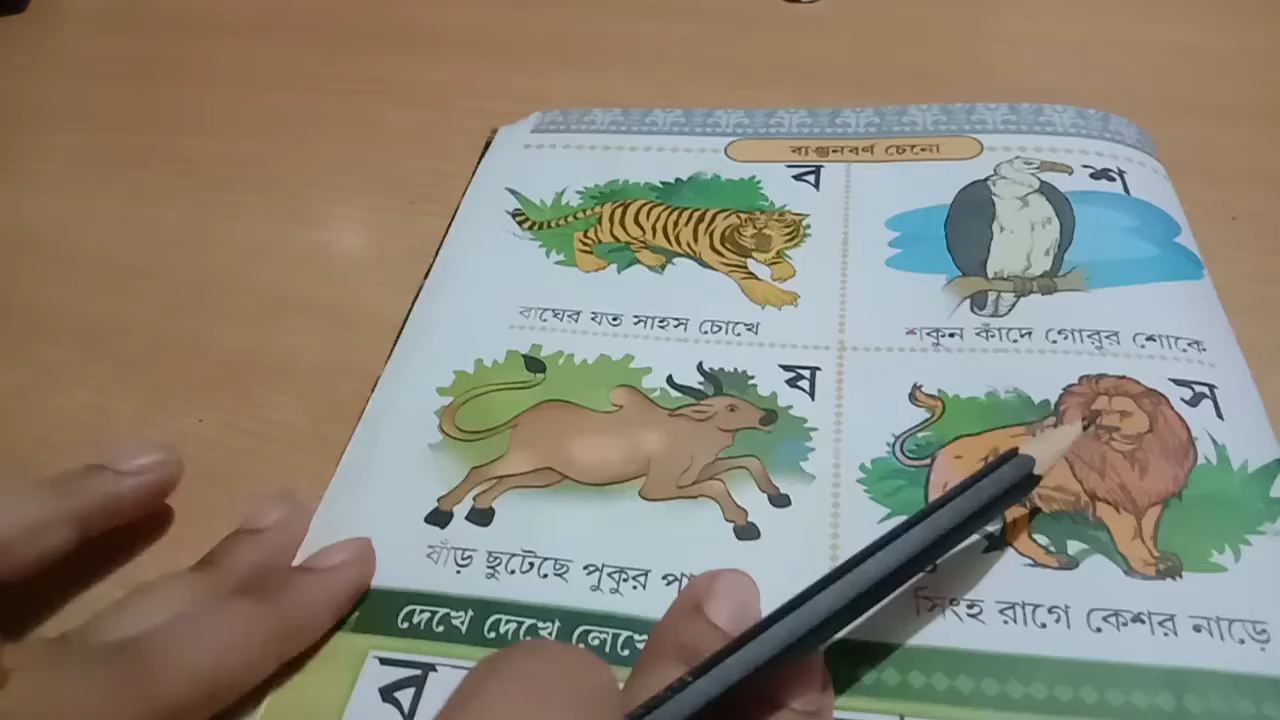 ব্যঞ্জনবর্ণ চেনো
ব
শ
বাঘের যত সাহস চোখে
শকুন কাঁদে গোরুর শোকে
ষ
স
ষাঁড় ছুটেছে পুকুর
সিংহ রাগে কেশর নাড়ে
দেখে দেখে লেখো
ব